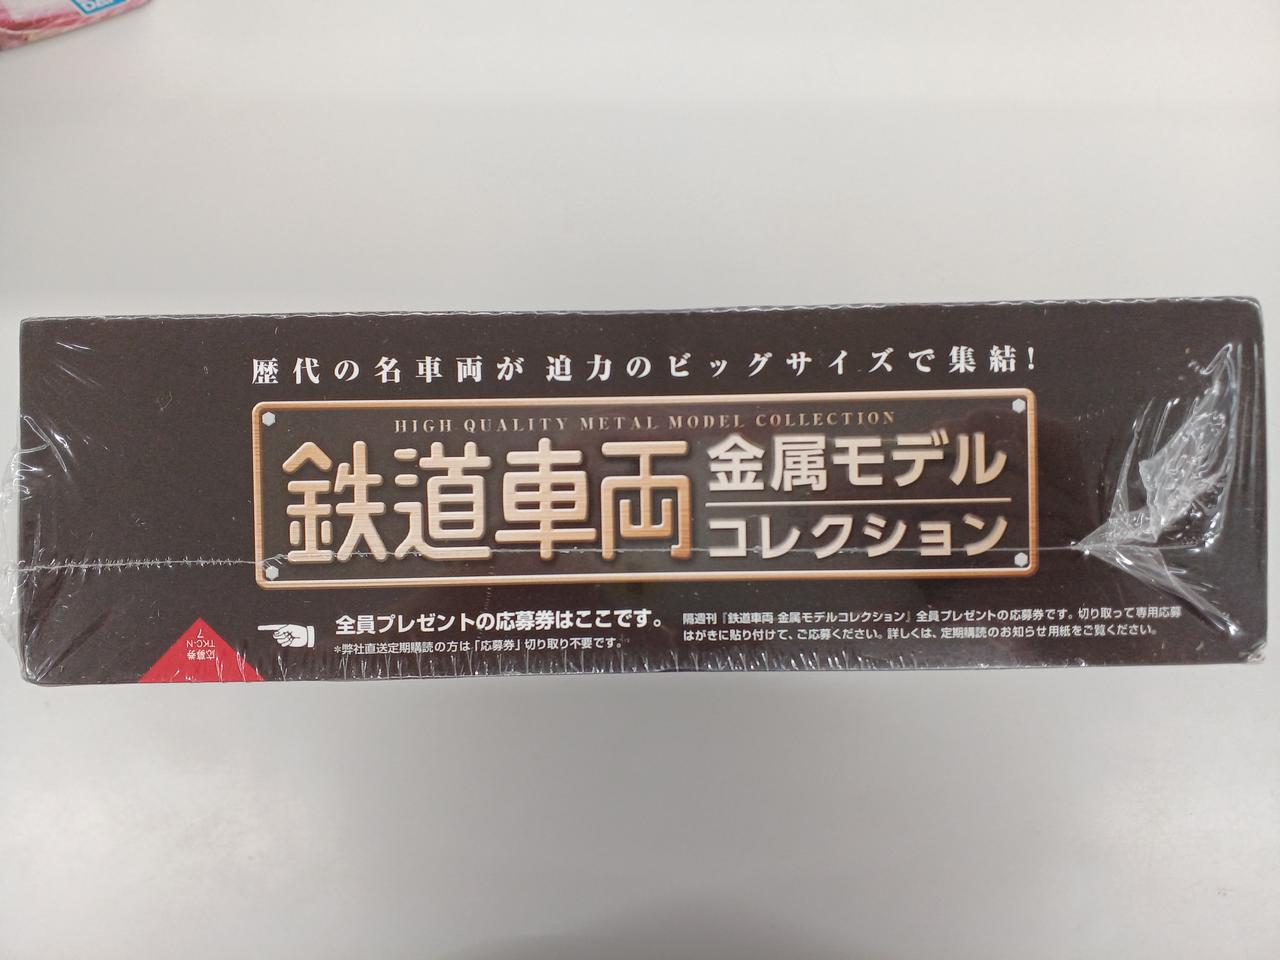 歴代の名車両が 迫力のビッグサイズで集結!
HIGH QUALITY METAL MODEL COLLECTION
鉄道車両
金属モデル
コレクション
全員プレゼントの応募券はここです。
*弊社直送定期購読の方は「応募券」切り取り不要です。
隔週刊『鉄道車両 金属モデルコレクション』全員プレゼントの応募券です。切り取って専用応募
はがきに貼り付けて、ご応募ください。詳しくは、定期購読のお知らせ用紙をご覧ください。
応募券
TKC-N
7